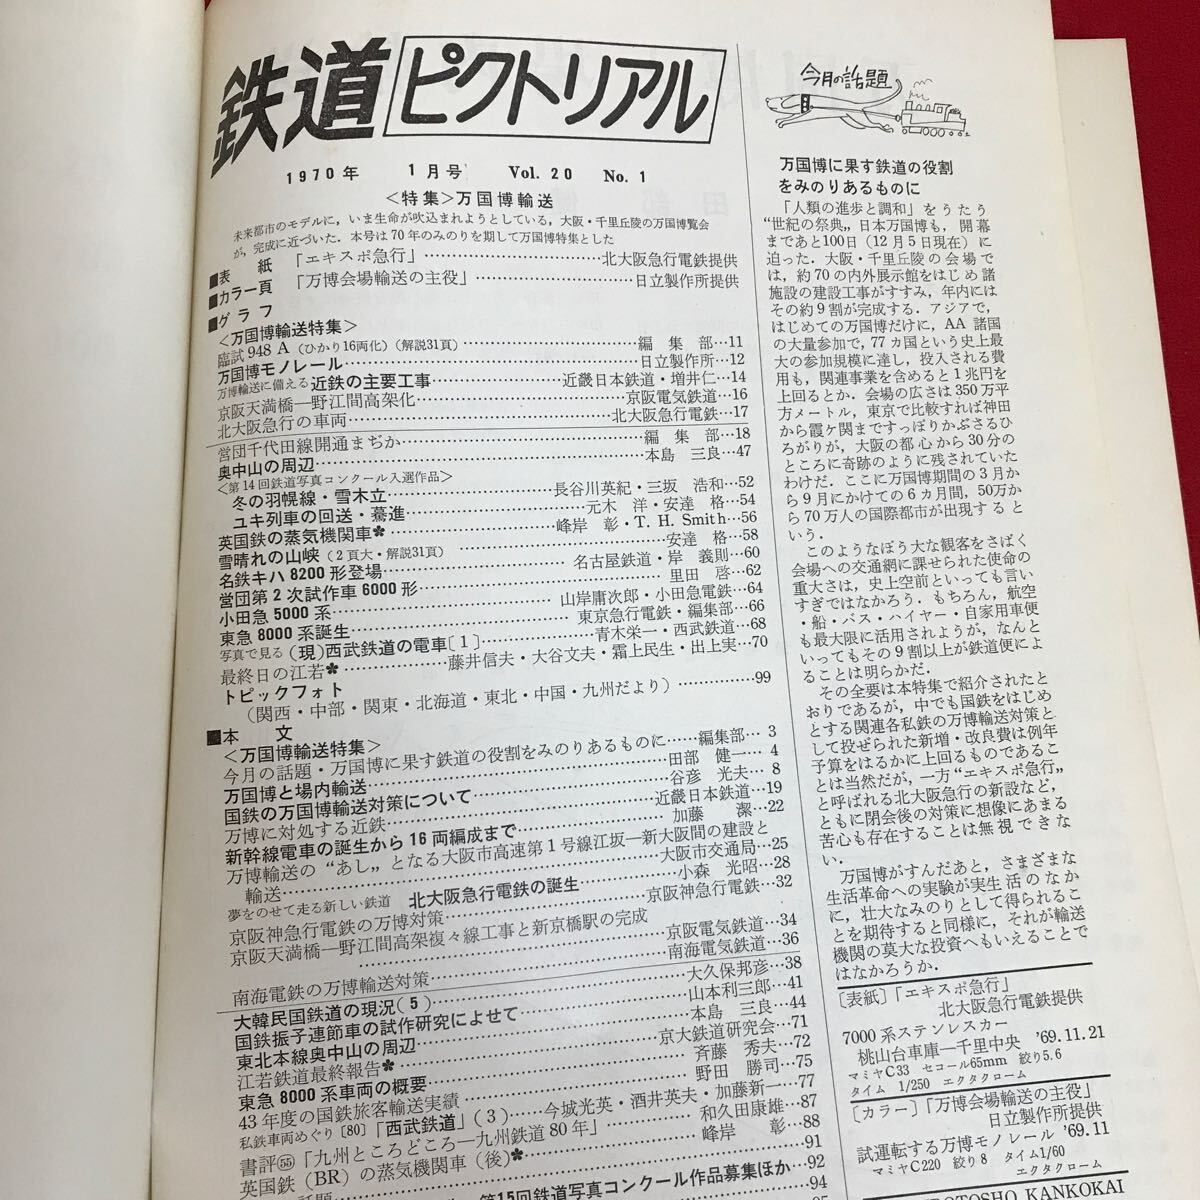 鉄道ピクトリアル
1970年 1月号 Vol. 20 No. 1
＜特集＞万国博輸送
未来都市のモデルに，いま生命が吹込まれようとしている，大阪・千里丘陵の万国博覧会
が，完成に近づいた．本号は70年のみのりを期して万国博特集とした
■表 紙 「エキスポ急行」……北大阪急行電鉄提供
■カラー頁 「万博会場輸送の主役」……日立製作所提供
■グラフ
＜万国博輸送特集＞
臨試948A（ひかり16両化）（解説31頁）……編集部…11
万国博モノレール……日立製作所…12
万博輸送に備える 近鉄の主要工事……近畿日本鉄道・増井仁…14
京阪天満橋―野江間高架化……京阪電気鉄道…16
北大阪急行の車両……北大阪急行電鉄…17
営団千代田線開通まぢか……編集部…18
奥中山の周辺……本島 三良…47
＜第14回鉄道写真コンクール入選作品＞
冬の羽幌線・雪木立……長谷川英紀・三坂 浩和…52
ユキ列車の回送・驀進……元木 洋・安達 格…54
英国鉄の蒸気機関車✽……峰岸 彰・T. H. Smith…56
雪晴れの山峡（2頁大・解説31頁）……安達 格…58
名鉄キハ8200形登場……名古屋鉄道・岸 義則…60
営団第2次試作車6000形……里田 啓…62
小田急5000系……山岸庸次郎・小田急電鉄…64
東急8000系誕生……東京急行電鉄・編集部…66
写真で見る（現）西武鉄道の電車〔1〕……青木栄一・西武鉄道…68
最終日の江若✽……藤井信夫・大谷文夫・霜上民生・出上実…70
トピックフォト
（関西・中部・関東・北海道・東北・中国・九州だより）……99
■本 文
＜万国博輸送特集＞
今月の話題・万国博に果す鉄道の役割をみのりあるものに……編集部…3
万国博と場内輸送……田部 健一…4
国鉄の万国博輸送対策について……谷彦 光夫…8
万博に対処する近鉄……近畿日本鉄道…19
新幹線電車の誕生から16両編成まで……加藤 潔…22
万博輸送の“あし„となる大阪市高速第1号線江坂―新大阪間の建設と
輸送……大阪市交通局…25
夢をのせて走る新しい鉄道 北大阪急行電鉄の誕生……小森 光昭…28
京阪神急行電鉄の万博対策……京阪神急行電鉄…32
京阪天満橋―野江間高架複々線工事と新京橋駅の完成
……京阪電気鉄道…34
南海電鉄の万博輸送対策……南海電気鉄道…36
大韓民国鉄道の現況(5)……大久保邦彦…38
国鉄振子連節車の試作研究によせて……山本利三郎…41
東北本線奥中山の周辺……本島 三良…44
江若鉄道最終報告✽……京大鉄道研究会…71
東急8000系車両の概要……斉藤 秀夫…72
43年度の国鉄旅客輸送実績……野田 勝司…75
私鉄車両めぐり〔80〕「西武鉄道」(3)……今城光英・酒井英夫・加藤新一…77
書評㊺「九州ところどころ―九州鉄道80年」……和久田康雄…87
英国鉄（BR）の蒸気機関車（後）✽……峰岸 彰…88
話題……91
第15回鉄道写真コンクール作品募集ほか…92
94
95
今月の話題
万国博に果す鉄道の役割
をみのりあるものに
「人類の進歩と調和」をうたう
“世紀の祭典„日本万国博も，開幕
まであと100日（12月5日現在）に
迫った．大阪・千里丘陵の会場で
は，約70の内外展示館をはじめ諸
施設の建設工事がすすみ，年内には
その約9割が完成する．アジアで，
はじめての万国博だけに，AA諸国
の大量参加で，77ヵ国という史上最
大の参加規模に達し，投入される費
用も，関連事業を含めると1兆円を
上回るとか．会場の広さは350万平
方メートル，東京で比較すれば神田
から霞ケ関まですっぽりかぶさるひ
ろがりが，大阪の都心から30分の
ところに奇跡のように残されていた
わけだ．ここに万国博期間の3月か
ら9月にかけての6ヵ月間，50万か
ら70万人の国際都市が出現すると
いう．
このようなぼう大な観客をさばく
会場への交通網に課せられた使命の
重大さは，史上空前といっても言い
すぎではなかろう．もちろん，航空
・船・バス・ハイヤー・自家用車便
も最大限に活用されようが，なんと
いってもその9割以上が鉄道便によ
ることは明らかだ．
その全要は本特集で紹介されたと
おりであるが，中でも国鉄をはじめ
とする関連各私鉄の万博輸送対策と
して投ぜられた新増・改良費は例年
予算をはるかに上回るものであるこ
とは当然だが，一方“エキスポ急行„
と呼ばれる北大阪急行の新設など，
ともに閉会後の対策に想像にあまる
苦心も存在することは無視できな
い．
万国博がすんだあと，さまざまな
生活革命への実験が実生活のなか
に，壮大なみのりとして得られるこ
とを期待すると同様に，それが輸送
機関の莫大な投資へもいえることで
はなかろうか．
〔表紙〕「エキスポ急行」
北大阪急行電鉄提供
7000系ステンレスカー
桃山台車庫―千里中央 '69.11.21
マミヤC33 セコール65mm 絞り5.6
タイム 1/250 エクタクローム
〔カラー〕「万博会場輸送の主役」
日立製作所提供
試運転する万博モノレール '69.11
マミヤC220 絞り8 タイム1/60
エクタクローム
TOSHO KANKOKAI